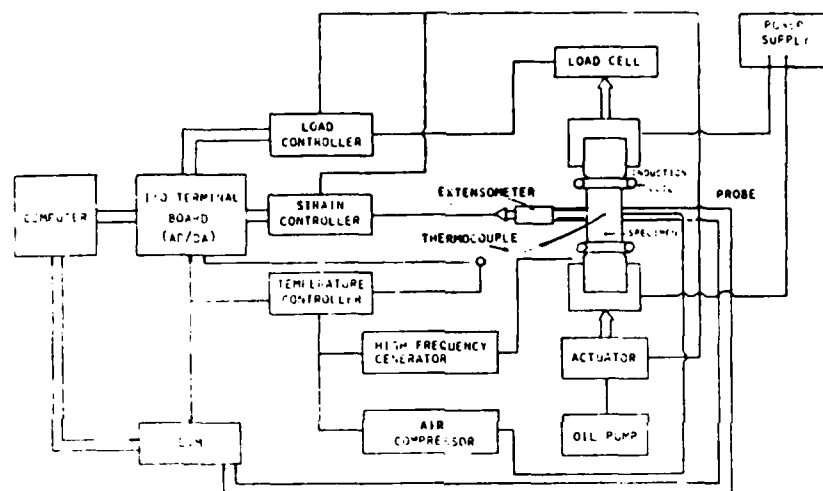 POWER
SUPPLY
LOAD CELL
LOAD
CONTROLLER
INDUCTION
PROBE
I/O TERMINAL
BOARD
(AD/DA)
COMPUTER
STRAIN
CONTROLLER
EXTENSOMETER
THERMOCOUPLE
SPECIMEN
TEMPERATURE
CONTROLLER
HIGH FREQUENCY
GENERATOR
ACTUATOR
AIR
COMPRESSOR
OIL PUMP